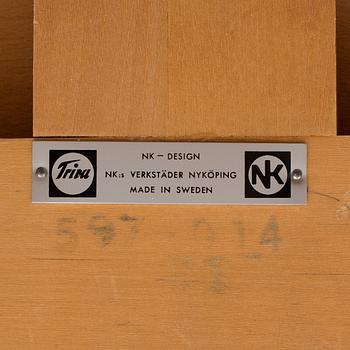 NK – DESIGN
Triva
NK:s VERKSTÄDER NYKÖPING
NK
MADE IN SWEDEN